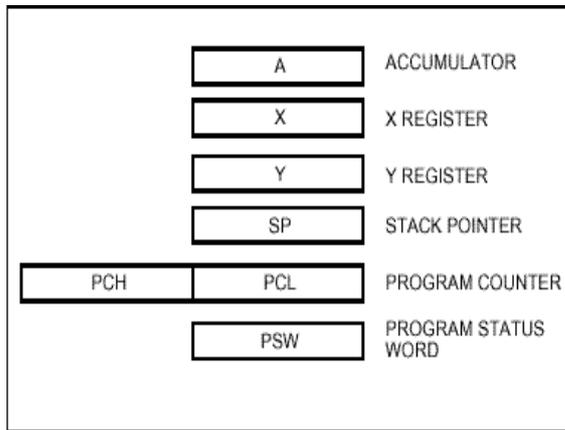 A ACCUMULATOR
X X REGISTER
Y Y REGISTER
SP STACK POINTER
PCH PCL PROGRAM COUNTER
PSW PROGRAM STATUS
WORD